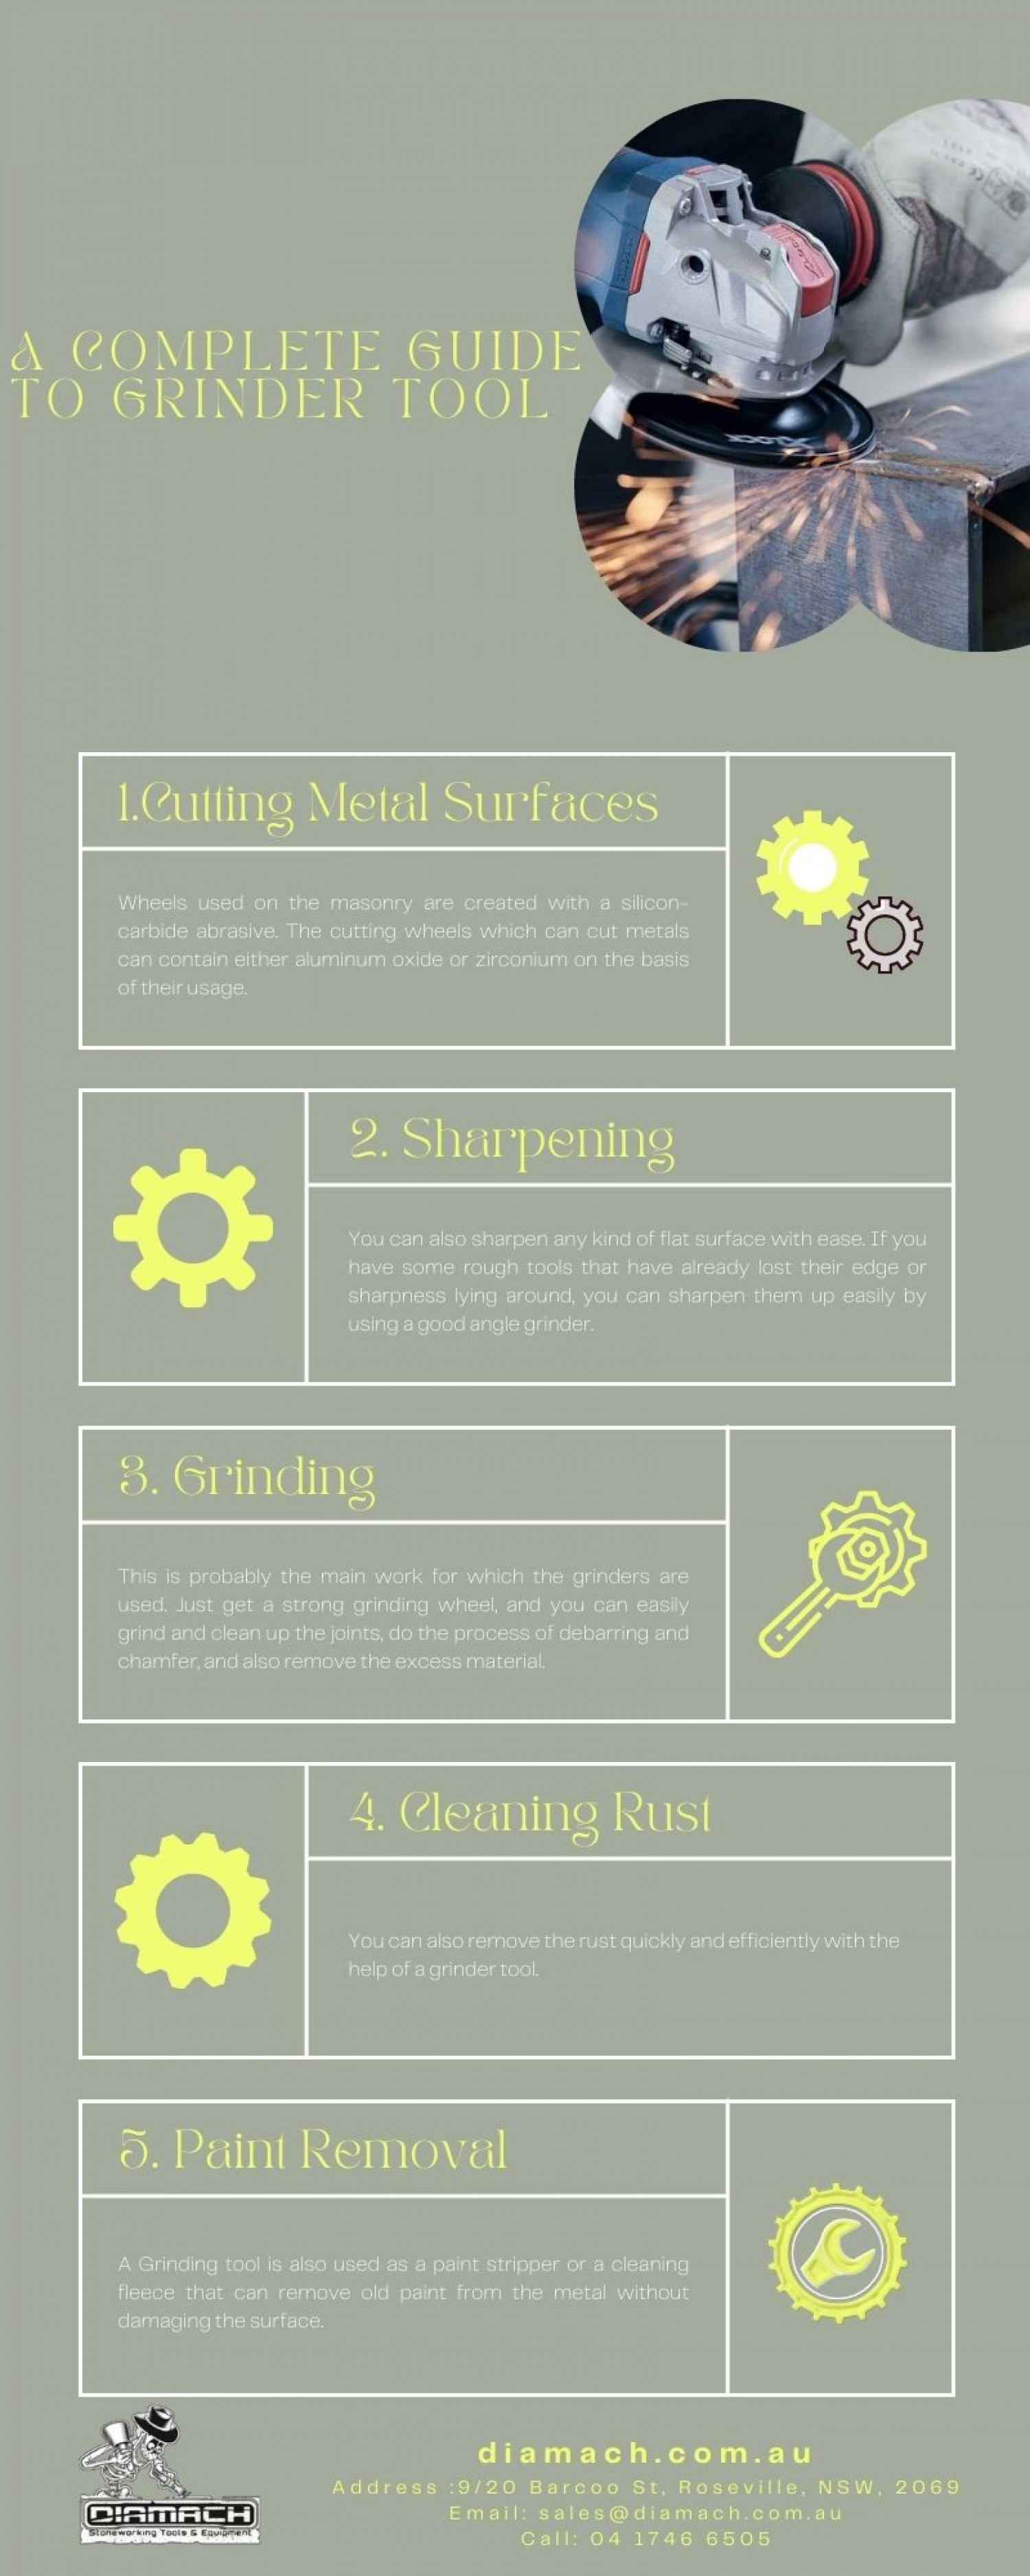 A COMPLETE GUIDE
TO GRINDER TOOL
1.Cutting Metal Surfaces
Wheels used on the masonry are created with a silicon-
carbide abrasive. The cutting wheels which can cut metals
can contain either aluminum oxide or zirconium on the basis
of their usage.
2. Sharpening
You can also sharpen any kind of flat surface with ease. If you
have some rough tools that have already lost their edge or
sharpness lying around, you can sharpen them up easily by
using a good angle grinder.
3. Grinding
This is probably the main work for which the grinders are
used. Just get a strong grinding wheel, and you can easily
grind and clean up the joints, do the process of debarring and
chamfer, and also remove the excess material.
4. Cleaning Rust
You can also remove the rust quickly and efficiently with the
help of a grinder tool.
5. Paint Removal
A Grinding tool is also used as a paint stripper or a cleaning
fleece that can remove old paint from the metal without
damaging the surface.
DIAMACH
Stoneworking Tools & Equipment
diamach.com.au
Address :9/20 Barcoo St, Roseville, NSW, 2069
Email: sales@diamach.com.au
Call: 04 1746 6505